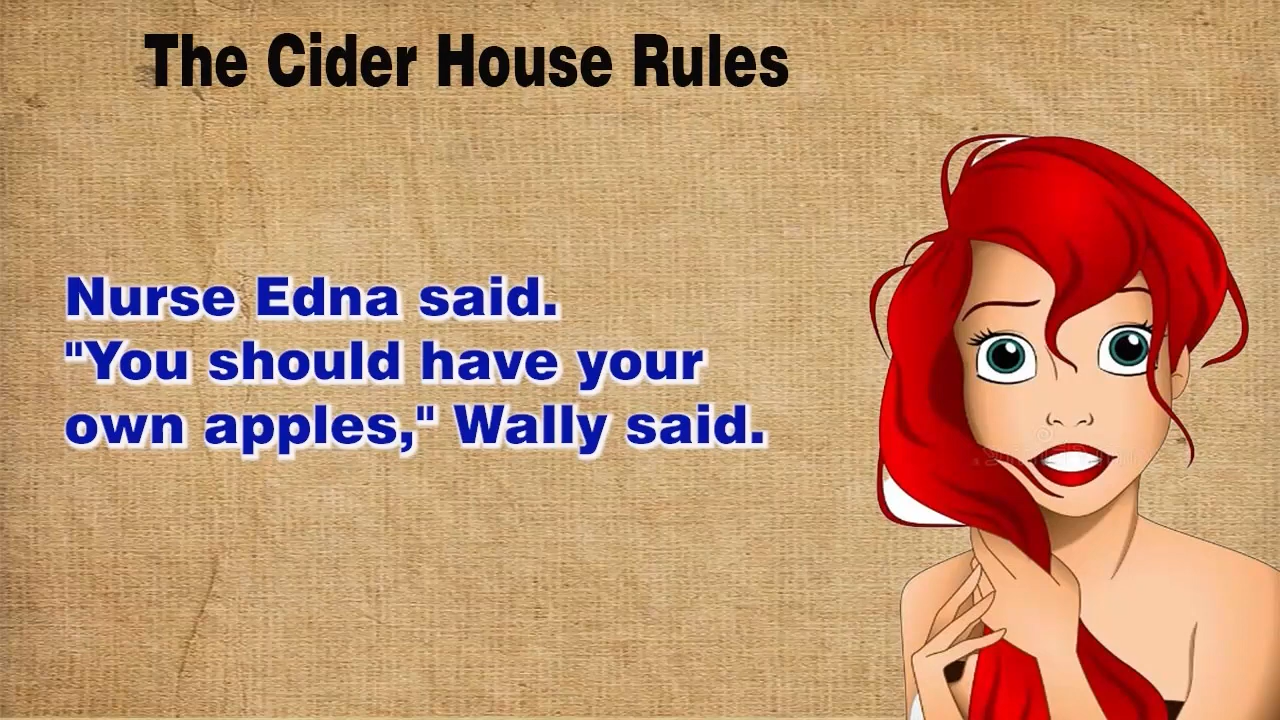 The Cider House Rules
Nurse Edna said.
"You should have your
own apples," Wally said.